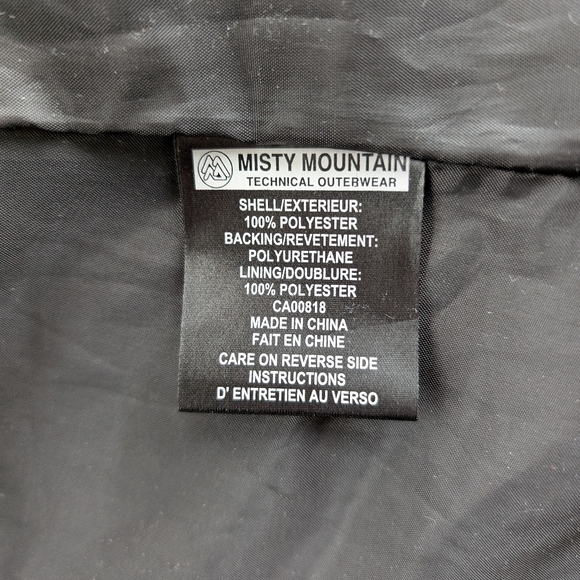 MISTY MOUNTAIN
TECHNICAL OUTERWEAR
SHELL/EXTERIEUR:
100% POLYESTER
BACKING/REVETEMENT:
POLYURETHANE
LINING/DOUBLURE:
100% POLYESTER
CA00818
MADE IN CHINA
FAIT EN CHINE
CARE ON REVERSE SIDE
INSTRUCTIONS
D' ENTRETIEN AU VERSO